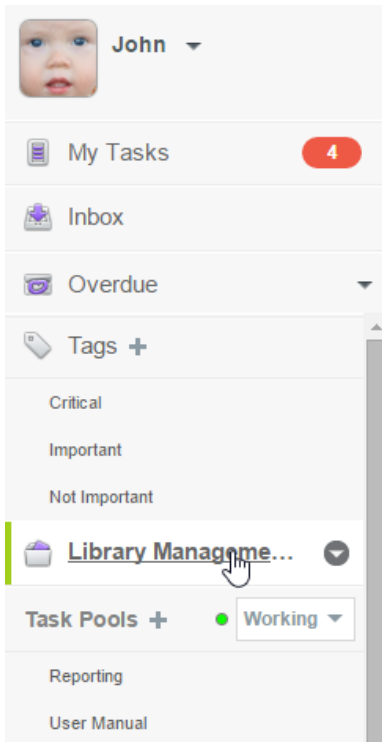 John
My Tasks 4
Inbox
Overdue
Tags +
Critical
Important
Not Important
Library Manageme...
Task Pools + Working
Reporting
User Manual